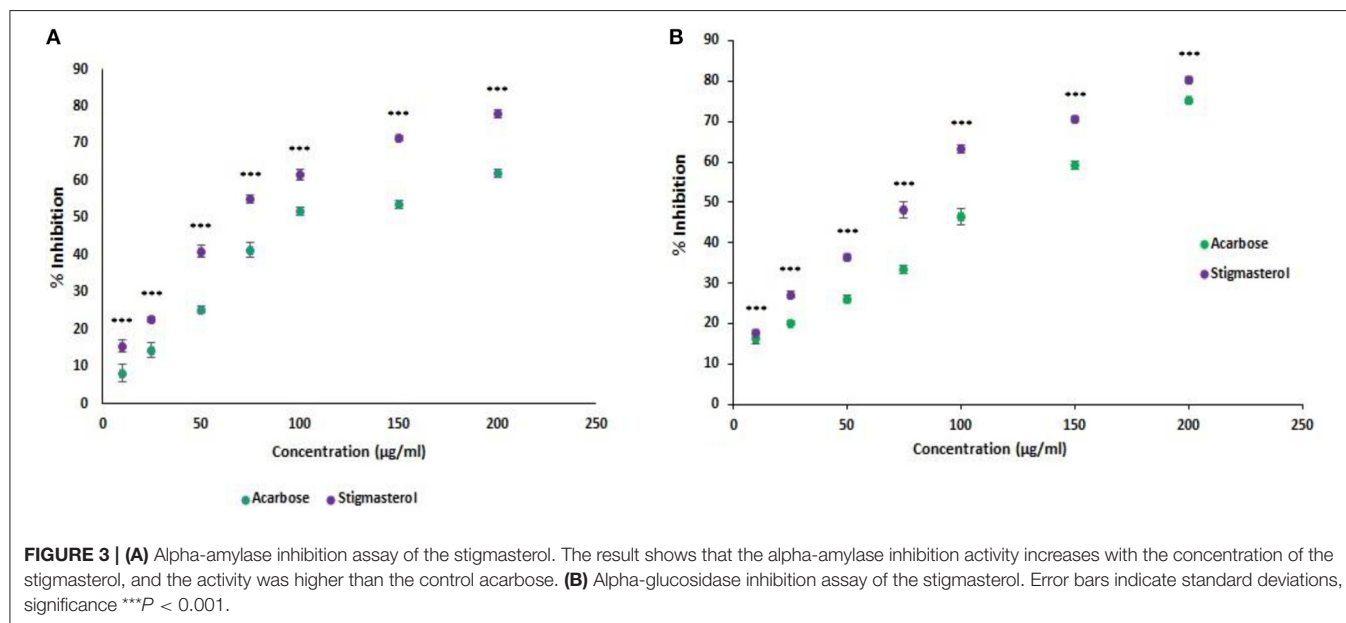 A
B
90
80
70
60
50
40
30
20
10
0
% Inhibition
***
***
***
***
***
***
***
0 50 100 150 200 250
Concentration (µg/ml)
Acarbose Stigmasterol
90
80
70
60
50
40
30
20
10
0
% Inhibition
***
***
***
***
***
***
***
Acarbose
Stigmasterol
0 50 100 150 200 250
Concentration (µg/ml)
FIGURE 3 | (A) Alpha-amylase inhibition assay of the stigmasterol. The result shows that the alpha-amylase inhibition activity increases with the concentration of the
stigmasterol, and the activity was higher than the control acarbose. (B) Alpha-glucosidase inhibition assay of the stigmasterol. Error bars indicate standard deviations,
significance ***P < 0.001.